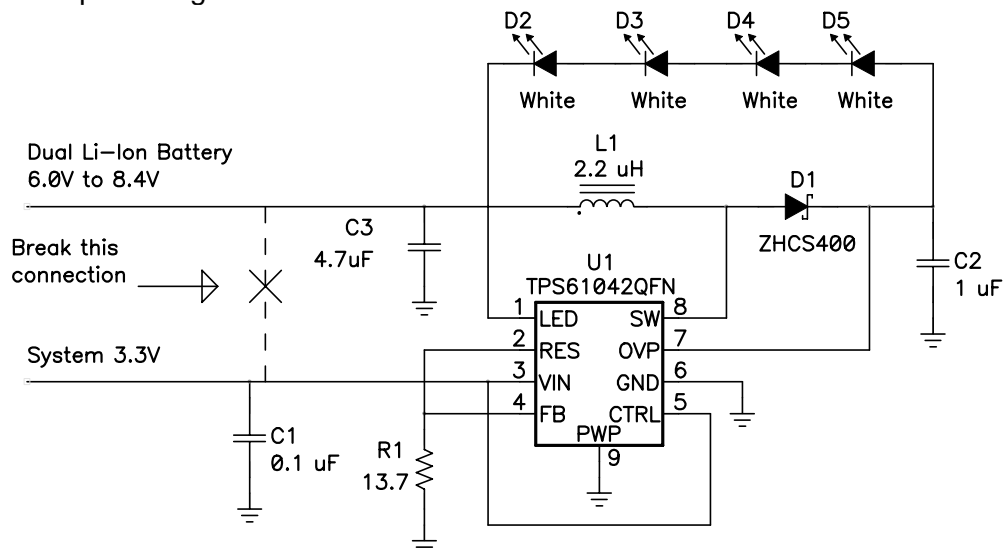 D2
D3
D4
D5
White
White
White
White
Dual Li-Ion Battery
6.0V to 8.4V
L1
2.2 uH
D1
ZHCS400
C3
4.7uF
Break this
connection
U1
TPS61042QFN
C2
1 uF
1
LED
SW
8
2
RES
OVP
7
System 3.3V
3
VIN
GND
6
4
FB
CTRL
5
PWP
9
C1
0.1 uF
R1
13.7